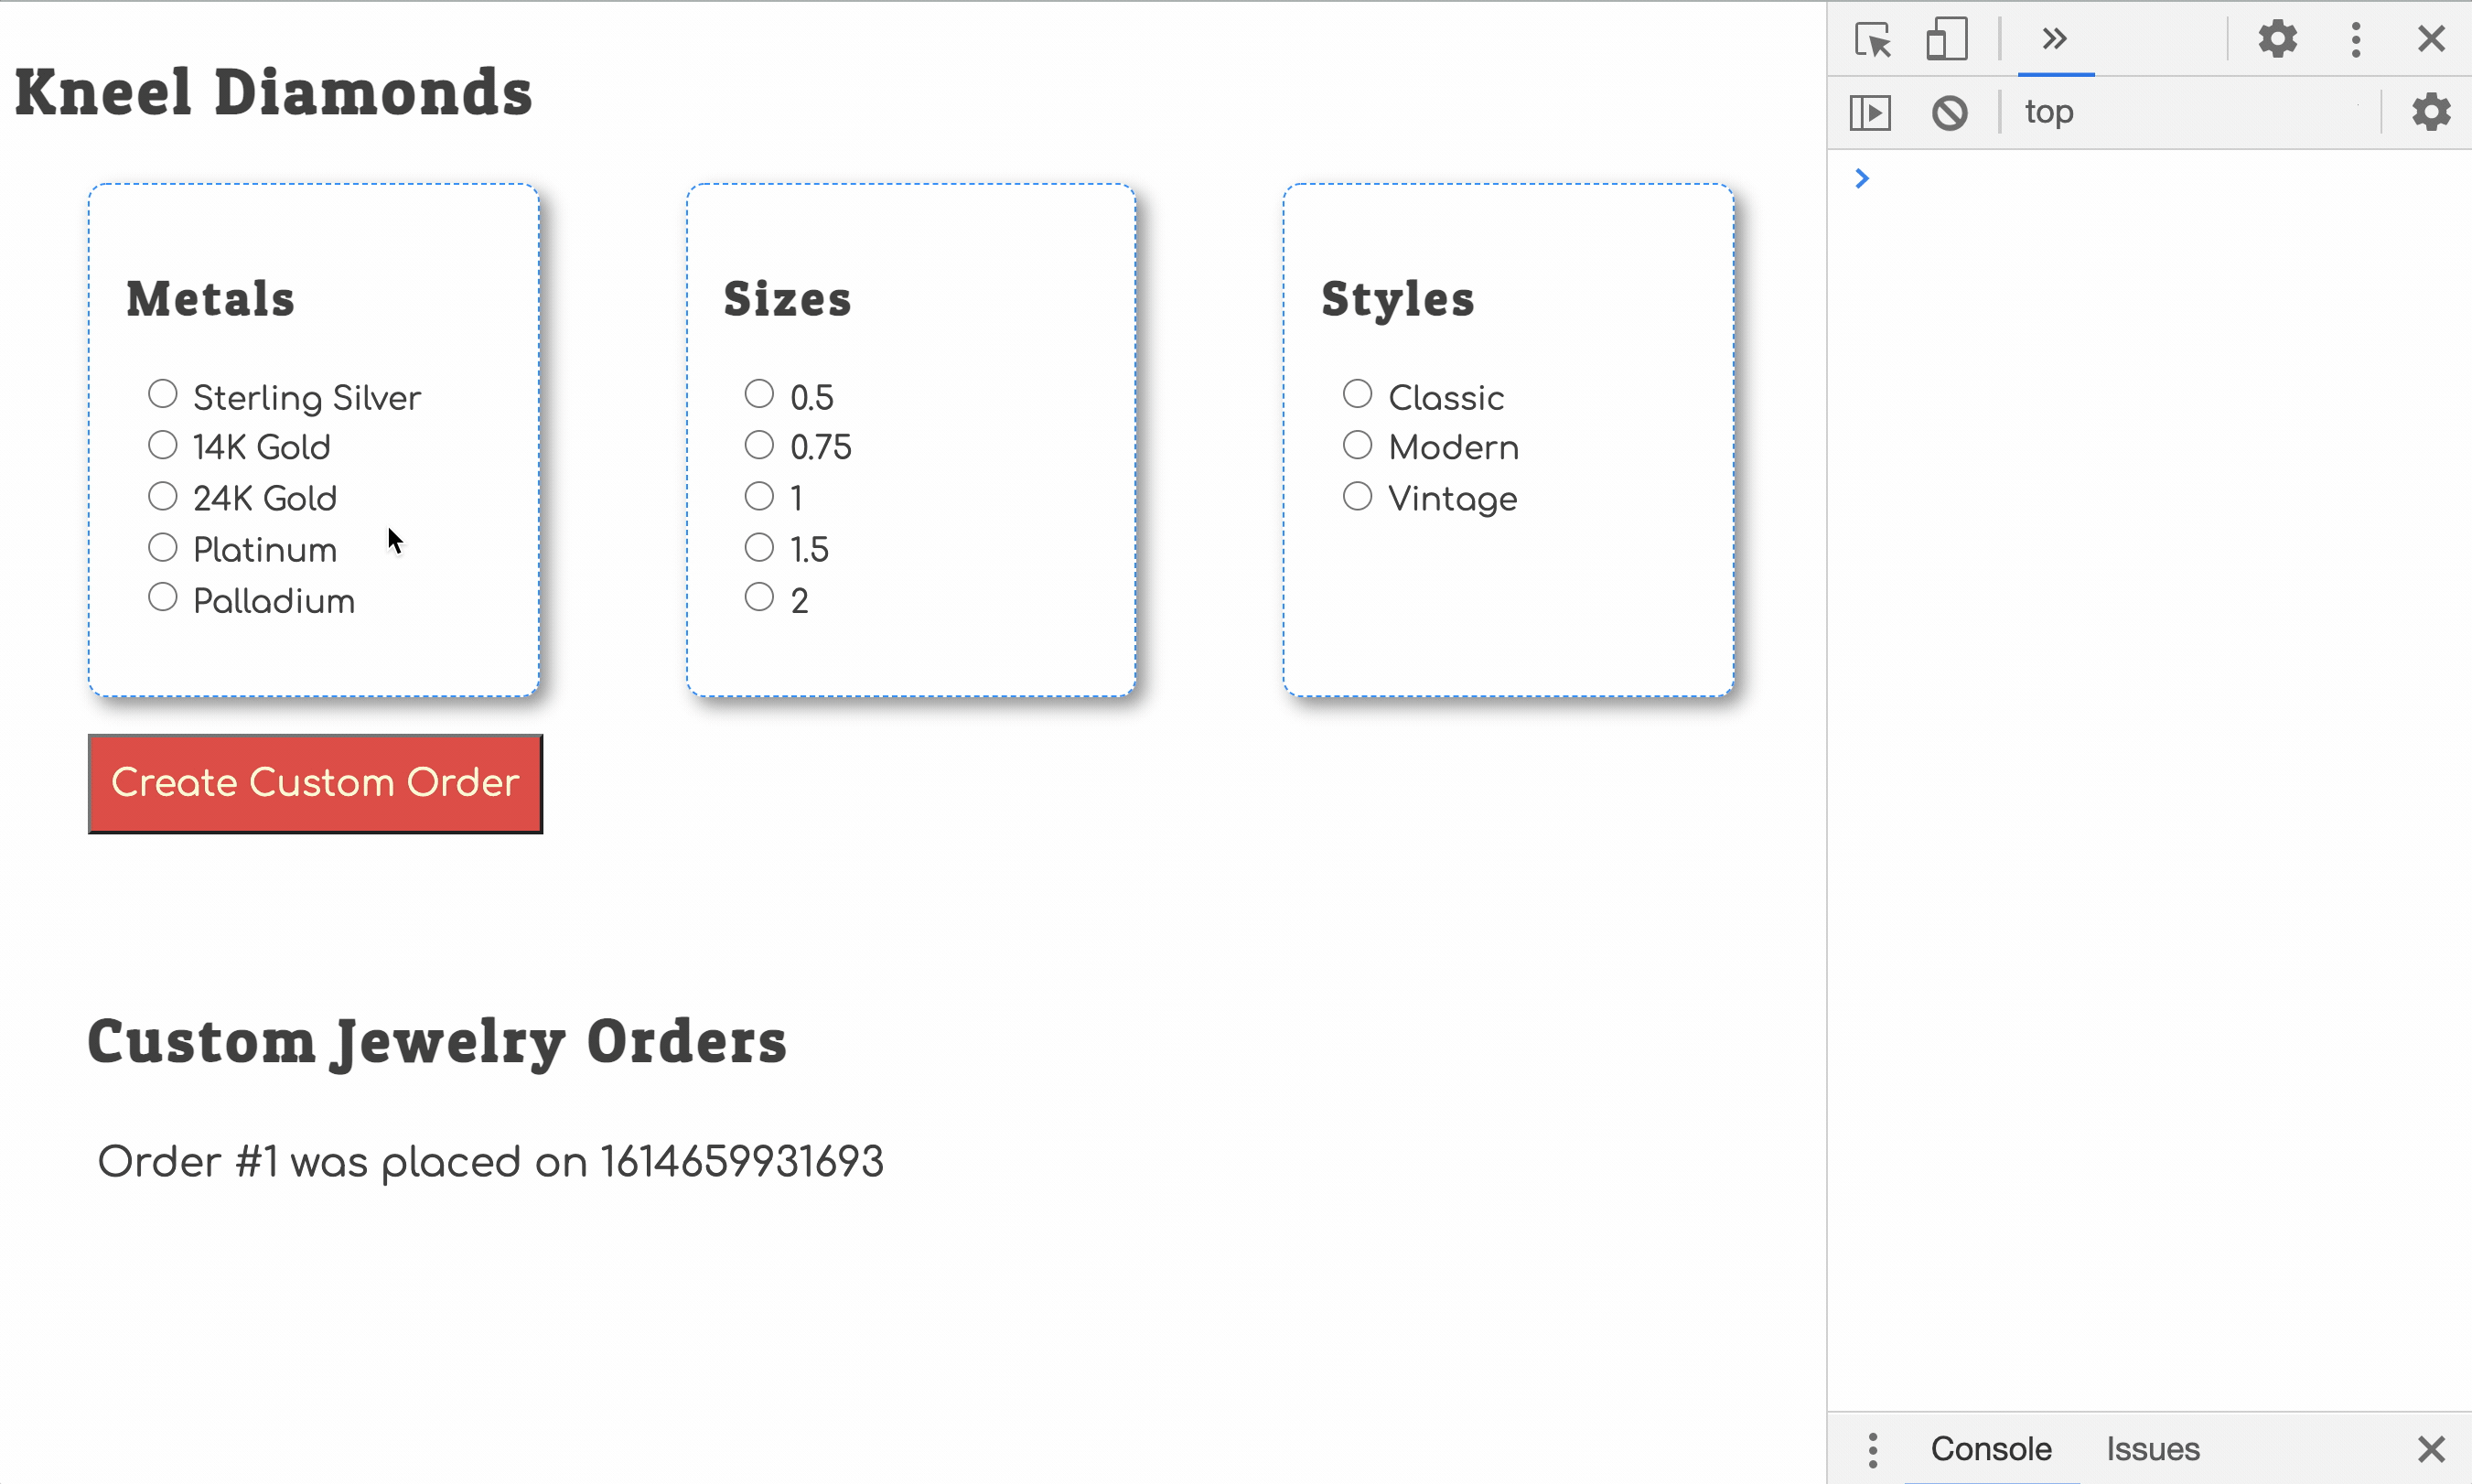 Kneel Diamonds
Metals
Sterling Silver
14K Gold
24K Gold
Platinum
Palladium
Sizes
0.5
0.75
1
1.5
2
Styles
Classic
Modern
Vintage
Create Custom Order
Custom Jewelry Orders
Order #1 was placed on 1614659931693
top
Console Issues